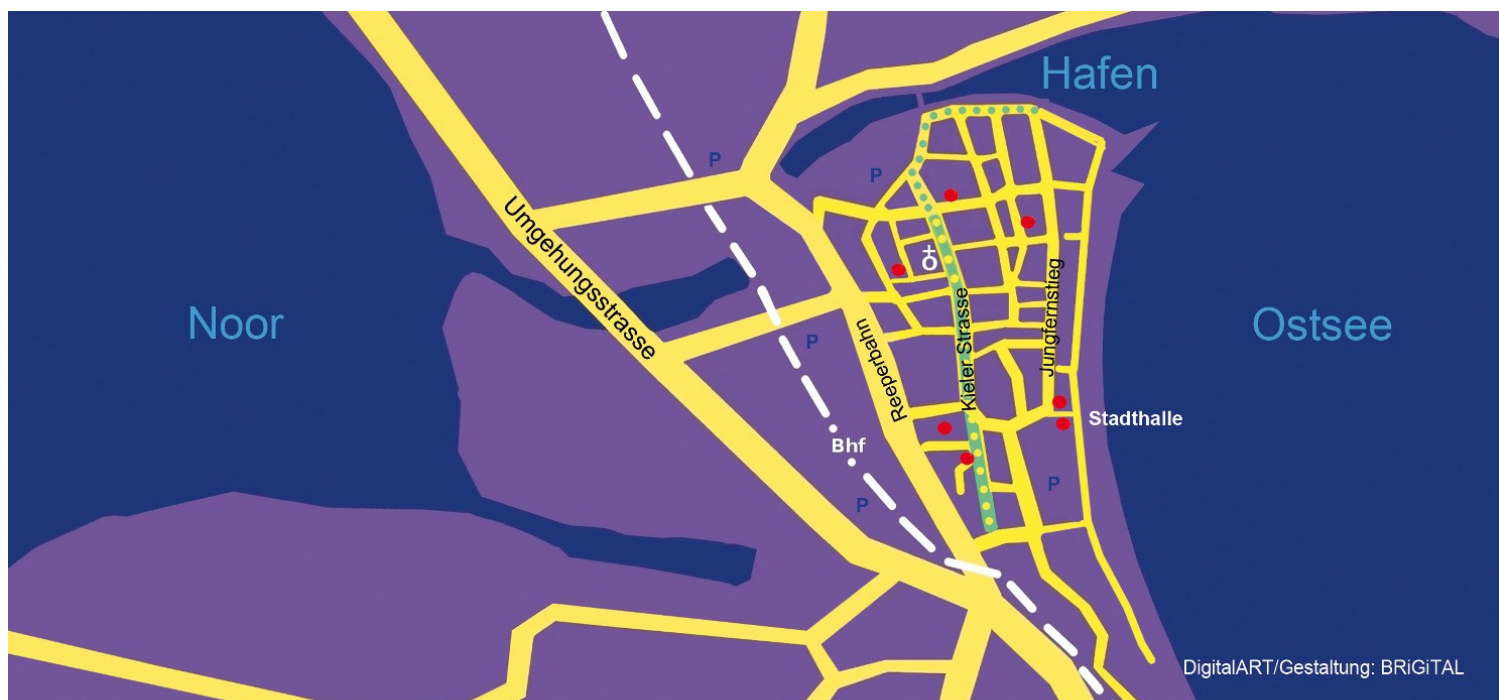 Hafen
P
P
Umgehungsstrasse
Noor
Ostsee
Jungfernstieg
Kieler Strasse
Reeperbahn
P
Stadthalle
Bhf
P
P
DigitalART/Gestaltung: BRiGiTAL